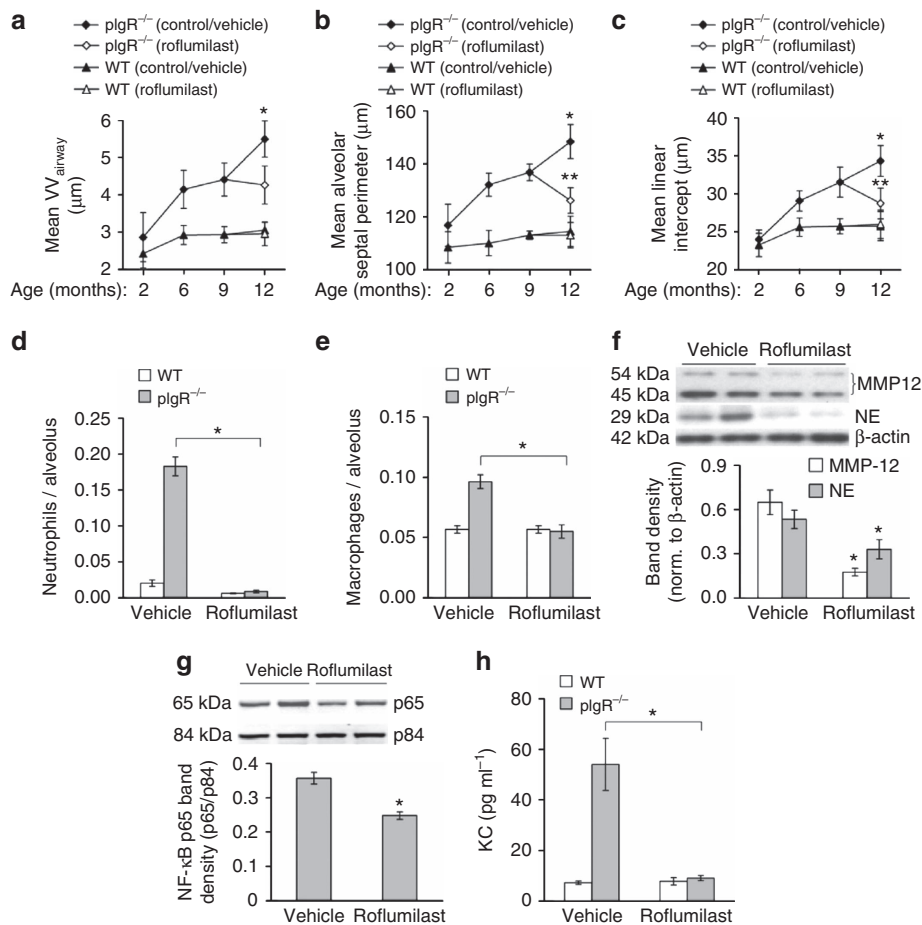 a
pIgR−/− (control/vehicle)
pIgR−/− (roflumilast)
WT (control/vehicle)
WT (roflumilast)
Mean VVairway
(μm)
6
5
4
3
2
*
Age (months): 2 6 9 12
b
pIgR−/− (control/vehicle)
pIgR−/− (roflumilast)
WT (control/vehicle)
WT (roflumilast)
Mean alveolar
septal perimeter (μm)
160
140
120
100
*
**
2 6 9 12
c
pIgR−/− (control/vehicle)
pIgR−/− (roflumilast)
WT (control/vehicle)
WT (roflumilast)
Mean linear
intercept (μm)
40
35
30
25
20
*
**
Age (months): 2 6 9 12
d
WT
pIgR−/−
Neutrophils / alveolus
0.25
0.20
0.15
0.10
0.05
0.00
*
Vehicle Roflumilast
e
WT
pIgR−/−
Macrophages / alveolus
0.15
0.10
0.05
0.00
*
Vehicle Roflumilast
f
Vehicle Roflumilast
54 kDa
45 kDa
MMP12
29 kDa NE
42 kDa β-actin
MMP-12
NE
Band density
(norm. to β-actin)
0.9
0.6
0.3
0.0
* *
Vehicle Roflumilast
g
Vehicle Roflumilast
65 kDa p65
84 kDa p84
NF-κB p65 band
density (p65/p84)
0.4
0.3
0.2
0.1
0
*
Vehicle Roflumilast
h
WT
pIgR−/−
KC (pg ml−1)
80
60
40
20
0
*
Vehicle Roflumilast